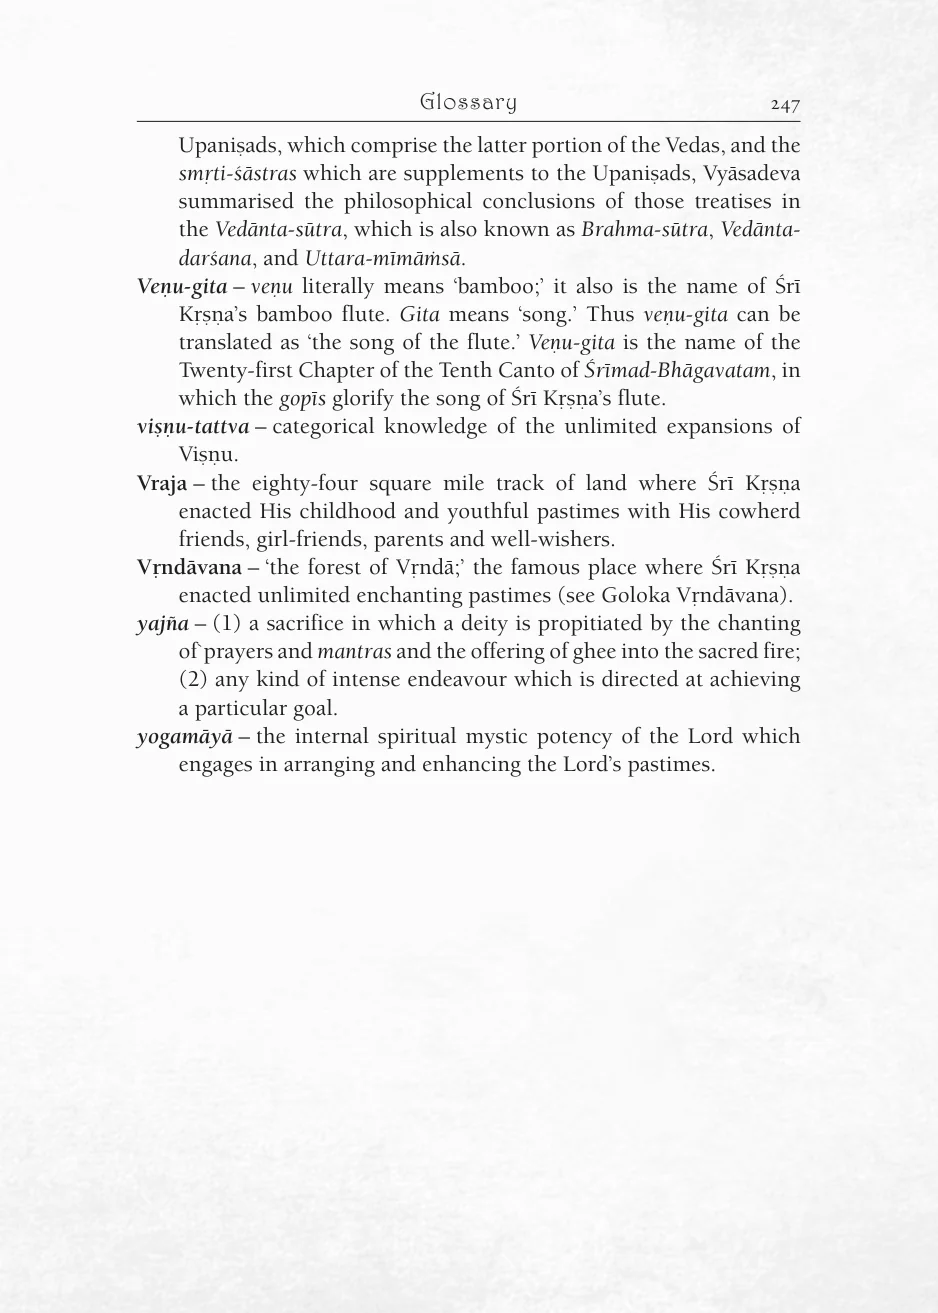 Glossary 247
Upaniṣads, which comprise the latter portion of the Vedas, and the
smṛti-śāstras which are supplements to the Upaniṣads, Vyāsadeva
summarised the philosophical conclusions of those treatises in
the Vedānta-sūtra, which is also known as Brahma-sūtra, Vedānta-
darśana, and Uttara-mīmāṁsā.
Veṇu-gita – veṇu literally means ‘bamboo;’ it also is the name of Śrī
Kṛṣṇa’s bamboo flute. Gita means ‘song.’ Thus veṇu-gita can be
translated as ‘the song of the flute.’ Veṇu-gita is the name of the
Twenty-first Chapter of the Tenth Canto of Śrīmad-Bhāgavatam, in
which the gopīs glorify the song of Śrī Kṛṣṇa’s flute.
viṣṇu-tattva – categorical knowledge of the unlimited expansions of
Viṣṇu.
Vraja – the eighty-four square mile track of land where Śrī Kṛṣṇa
enacted His childhood and youthful pastimes with His cowherd
friends, girl-friends, parents and well-wishers.
Vṛndāvana – ‘the forest of Vṛndā;’ the famous place where Śrī Kṛṣṇa
enacted unlimited enchanting pastimes (see Goloka Vṛndāvana).
yajña – (1) a sacrifice in which a deity is propitiated by the chanting
of`prayers and mantras and the offering of ghee into the sacred fire;
(2) any kind of intense endeavour which is directed at achieving
a particular goal.
yogamāyā – the internal spiritual mystic potency of the Lord which
engages in arranging and enhancing the Lord’s pastimes.